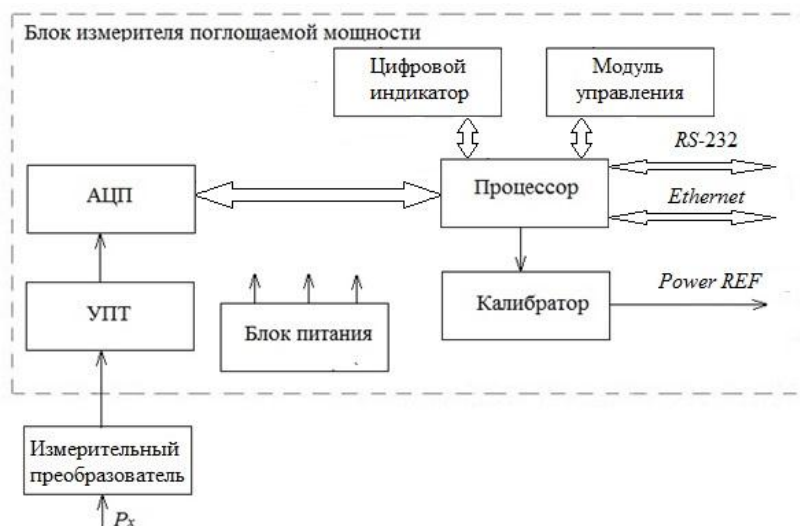 Блок измерителя поглощаемой мощности
Цифровой
индикатор
Модуль
управления
RS-232
АЦП
Процессор
Ethernet
УПТ
Блок питания
Калибратор
Power REF
Измерительный
преобразователь
Px